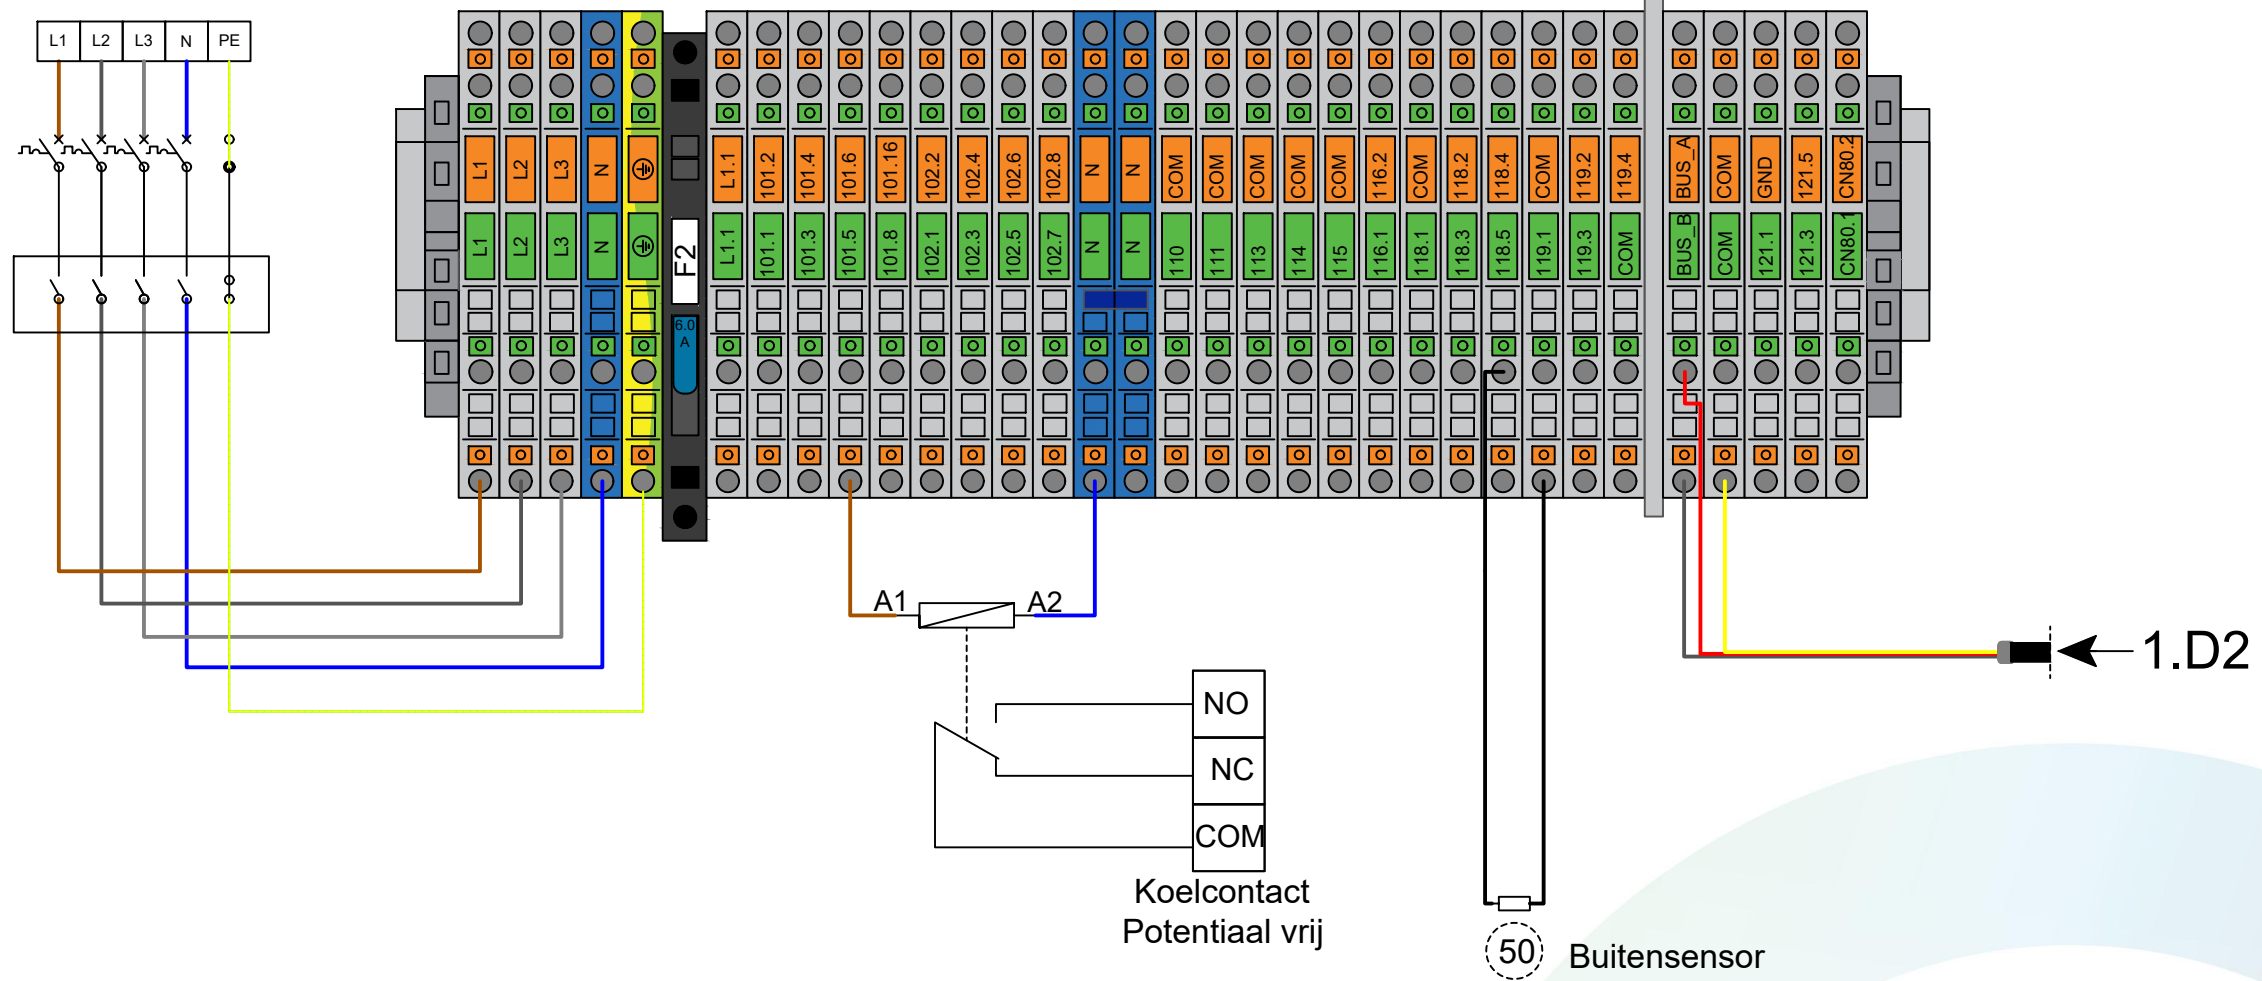 L1 L2 L3 N PE
L1 L2 L3 N L1.1 101.2 101.4 101.6 101.16 102.2 102.4 102.6 102.8 N N COM COM COM COM COM 116.2 COM 118.2 118.4 COM 119.2 119.4 BUS_A COM GND 121.5 CN80.2
L1 L2 L3 N F2 L1.1 101.1 101.3 101.5 101.8 102.1 102.3 102.5 102.7 N N 110 111 113 114 115 116.1 118.1 118.3 118.5 119.1 119.3 COM BUS_B COM 121.1 121.3 CN80.1
6.0
A
A1 A2
1.D2
NO
NC
COM
Koelcontact
Potentiaal vrij
50 Buitensensor